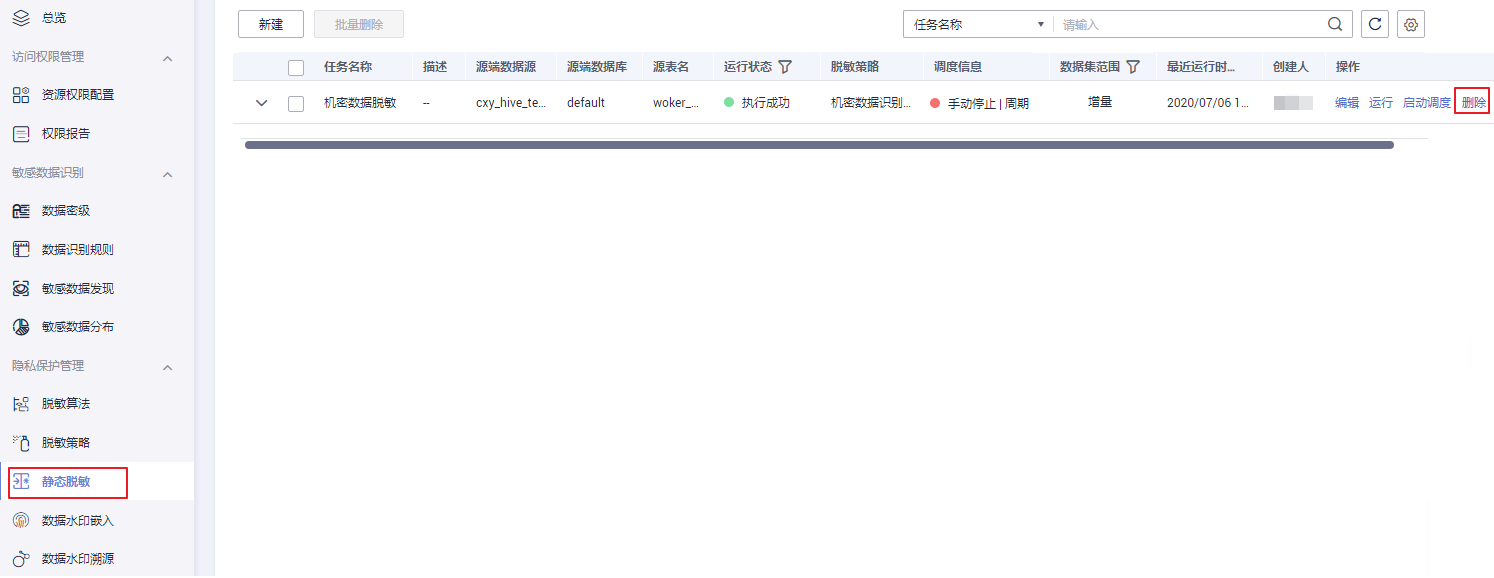 总览
访问权限管理
资源权限配置
权限报告
敏感数据识别
数据密级
数据识别规则
敏感数据发现
敏感数据分布
隐私保护管理
脱敏算法
脱敏策略
静态脱敏
数据水印嵌入
数据水印溯源
新建 批量删除 任务名称 请输入
任务名称 描述 源端数据源 源端数据库 源表名 运行状态 脱敏策略 调度信息 数据集范围 最近运行时... 创建人 操作
机密数据脱敏 -- cxy_hive_te... default woker_... 执行成功 机密数据识别... 手动停止 | 周期 增量 2020/07/06 1... 编辑 运行 启动调度 删除